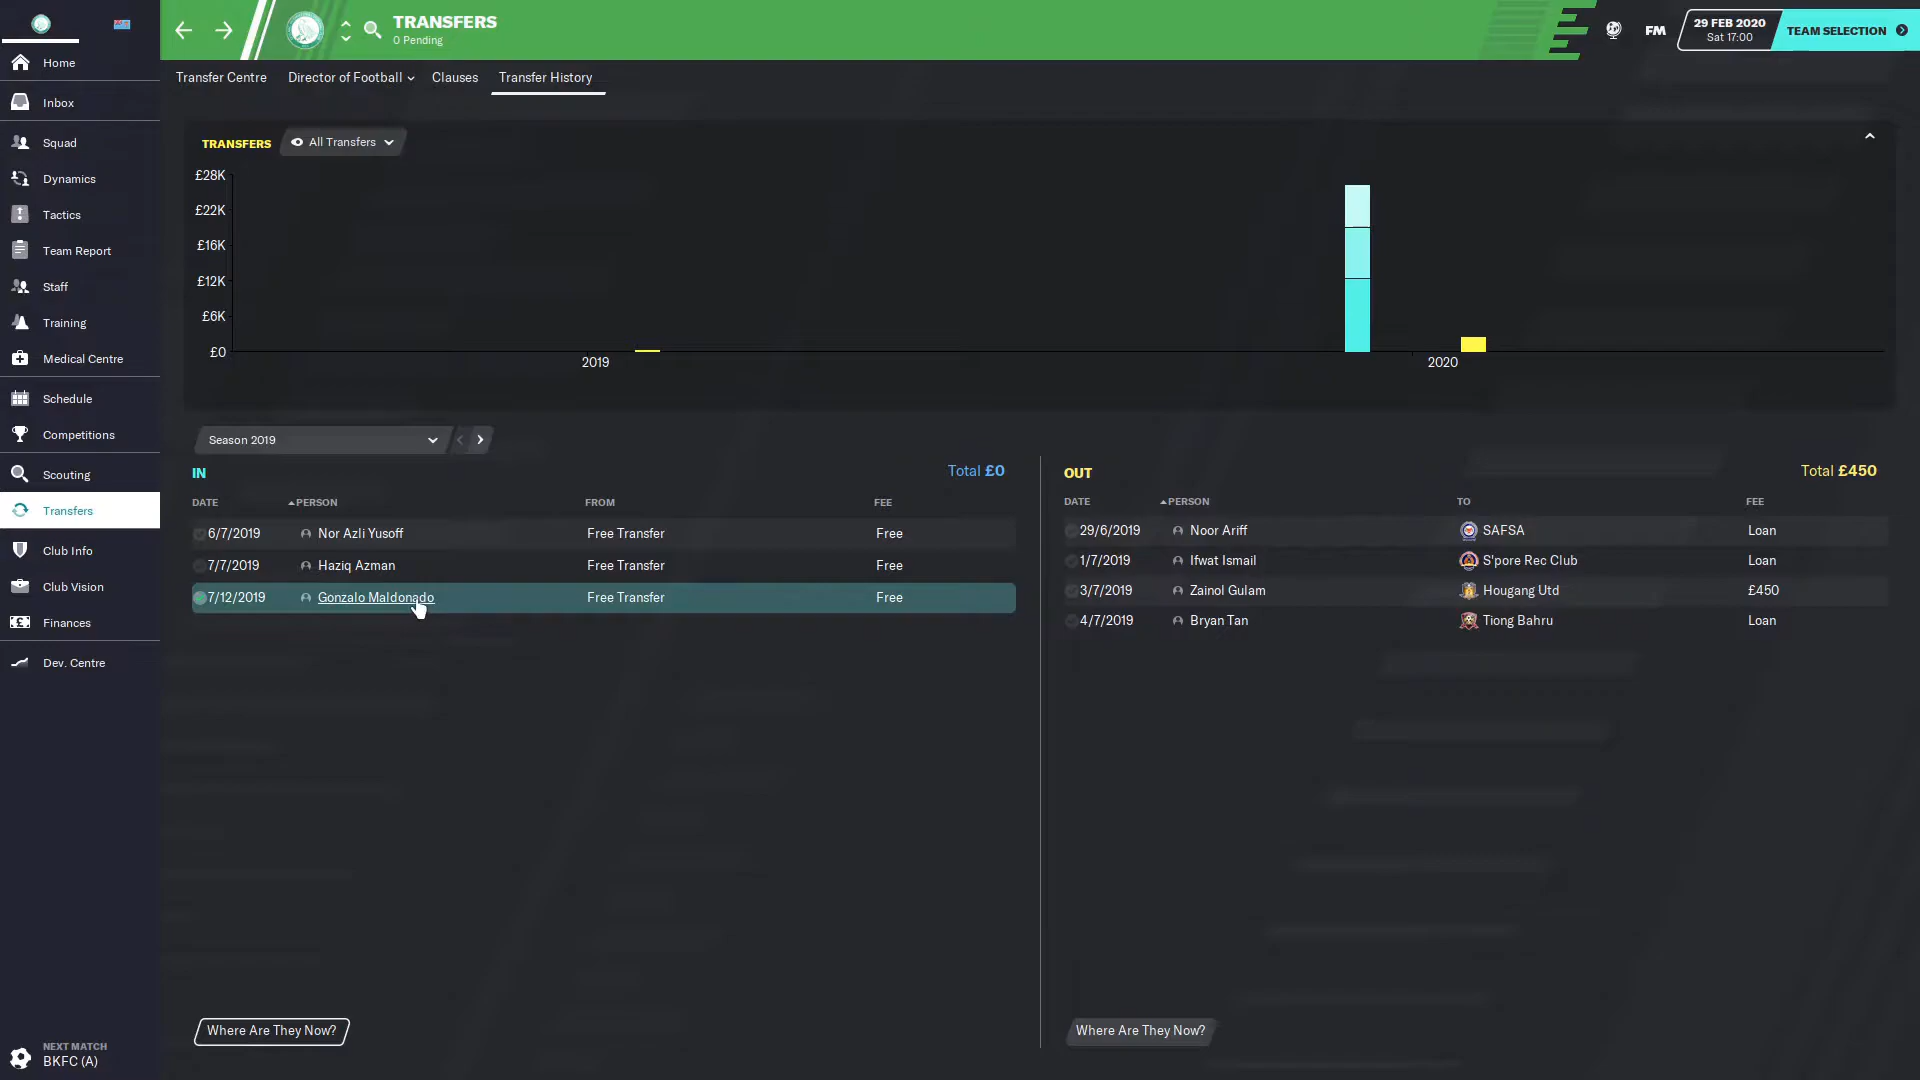 TRANSFERS
0 Pending
FM
29 FEB 2020
Sat 17:00
TEAM SELECTION
Home
Inbox
Squad
Dynamics
Tactics
Team Report
Staff
Training
Medical Centre
Schedule
Competitions
Scouting
Transfers
Club Info
Club Vision
Finances
Dev. Centre
NEXT MATCH
BKFC (A)
Transfer Centre Director of Football Clauses Transfer History
TRANSFERS All Transfers
£28K
£22K
£16K
£12K
£6K
£0
2019 2020
Season 2019
IN Total £0
DATE PERSON FROM FEE
6/7/2019 Nor Azli Yusoff Free Transfer Free
7/7/2019 Haziq Azman Free Transfer Free
7/12/2019 Gonzalo Maldonado Free Transfer Free
Where Are They Now?
OUT Total £450
DATE PERSON TO FEE
29/6/2019 Noor Ariff SAFSA Loan
1/7/2019 Ifwat Ismail S'pore Rec Club Loan
3/7/2019 Zainol Gulam Hougang Utd £450
4/7/2019 Bryan Tan Tiong Bahru Loan
Where Are They Now?